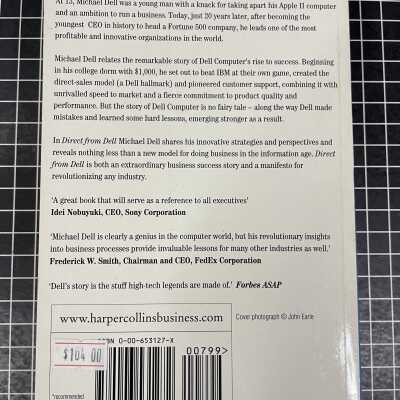 At 13, Michael Dell was a young man with a knack for taking apart his Apple II computer
and an ambition to run a business. Today, just 20 years later, after becoming the
youngest CEO in history to head a Fortune 500 company, he leads one of the most
profitable and innovative organizations in the world.
Michael Dell relates the remarkable story of Dell Computer's rise to success. Beginning
in his college dorm with $1,000, he set out to beat IBM at their own game, created the
direct-sales model (a Dell hallmark) and pioneered customer support, combining it with
unrivalled speed to market and a fierce commitment to product quality and
performance. But the story of Dell Computer is no fairy tale – along the way Dell made
mistakes and learned some hard lessons, emerging stronger as a result.
In Direct from Dell Michael Dell shares his innovative strategies and perspectives and
reveals nothing less than a new model for doing business in the information age. Direct
from Dell is both an extraordinary business success story and a manifesto for
revolutionizing any industry.
'A great book that will serve as a reference to all executives'
Idei Nobuyuki, CEO, Sony Corporation
'Michael Dell is clearly a genius in the computer world, but his revolutionary insights
into business processes provide invaluable lessons for many other industries as well.'
Frederick W. Smith, Chairman and CEO, FedEx Corporation
'Dell's story is the stuff high-tech legends are made of.' Forbes ASAP
www.harpercollinsbusiness.com
Cover photograph © John Earle
0-00-653127-X
00799>
$104.00
*recommended